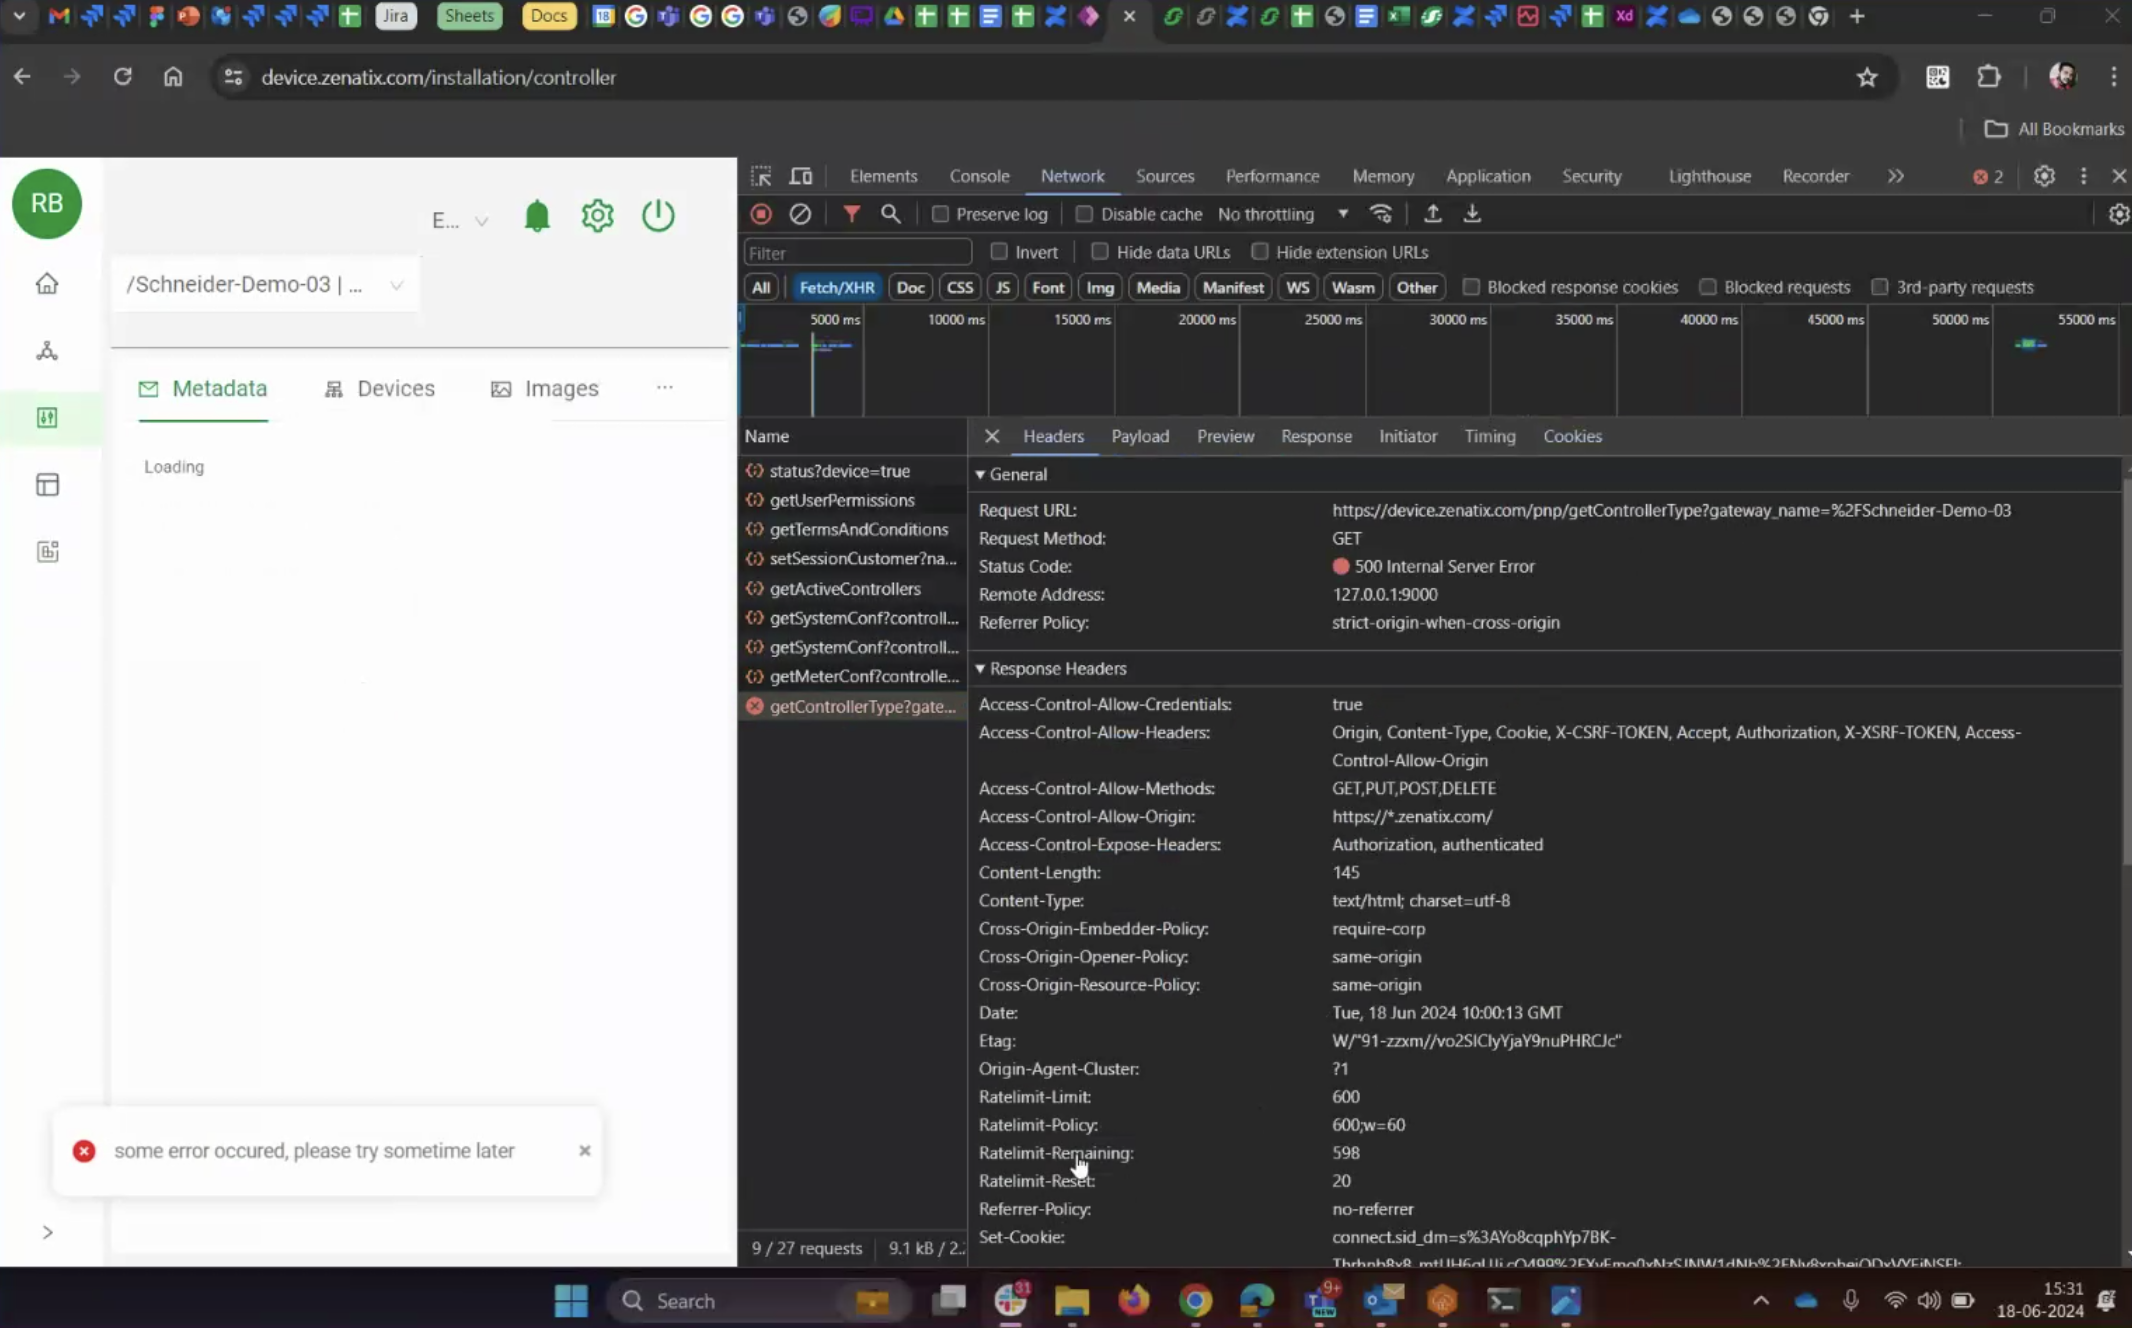 Jira
Sheets
Docs
18
Xd
device.zenatix.com/installation/controller
All Bookmarks
RB
E...
/Schneider-Demo-03 | ...
Metadata
Devices
Images
...
Loading
some error occured, please try sometime later
Elements
Console
Network
Sources
Performance
Memory
Application
Security
Lighthouse
Recorder
2
Preserve log
Disable cache
No throttling
Filter
Invert
Hide data URLs
Hide extension URLs
All
Fetch/XHR
Doc
CSS
JS
Font
Img
Media
Manifest
WS
Wasm
Other
Blocked response cookies
Blocked requests
3rd-party requests
5000 ms
10000 ms
15000 ms
20000 ms
25000 ms
30000 ms
35000 ms
40000 ms
45000 ms
50000 ms
55000 ms
Name
status?device=true
getUserPermissions
getTermsAndConditions
setSessionCustomer?na...
getActiveControllers
getSystemConf?controll...
getSystemConf?controll...
getMeterConf?controlle...
getControllerType?gate...
9 / 27 requests
9.1 kB / 2.
Headers
Payload
Preview
Response
Initiator
Timing
Cookies
General
Request URL: https://device.zenatix.com/pnp/getControllerType?gateway_name=%2FSchneider-Demo-03
Request Method: GET
Status Code: 500 Internal Server Error
Remote Address: 127.0.0.1:9000
Referrer Policy: strict-origin-when-cross-origin
Response Headers
Access-Control-Allow-Credentials: true
Access-Control-Allow-Headers: Origin, Content-Type, Cookie, X-CSRF-TOKEN, Accept, Authorization, X-XSRF-TOKEN, Access-
Control-Allow-Origin
Access-Control-Allow-Methods: GET,PUT,POST,DELETE
Access-Control-Allow-Origin: https://*.zenatix.com/
Access-Control-Expose-Headers: Authorization, authenticated
Content-Length: 145
Content-Type: text/html; charset=utf-8
Cross-Origin-Embedder-Policy: require-corp
Cross-Origin-Opener-Policy: same-origin
Cross-Origin-Resource-Policy: same-origin
Date: Tue, 18 Jun 2024 10:00:13 GMT
Etag: W/"91-zzxm//vo2SIClyYjaY9nuPHRCJc"
Origin-Agent-Cluster: ?1
Ratelimit-Limit: 600
Ratelimit-Policy: 600;w=60
Ratelimit-Remaining: 598
Ratelimit-Reset: 20
Referrer-Policy: no-referrer
Set-Cookie: connect.sid_dm=s%3AYo8cqphYp7BK-
Search
31
9+
NEW
15:31
18-06-2024